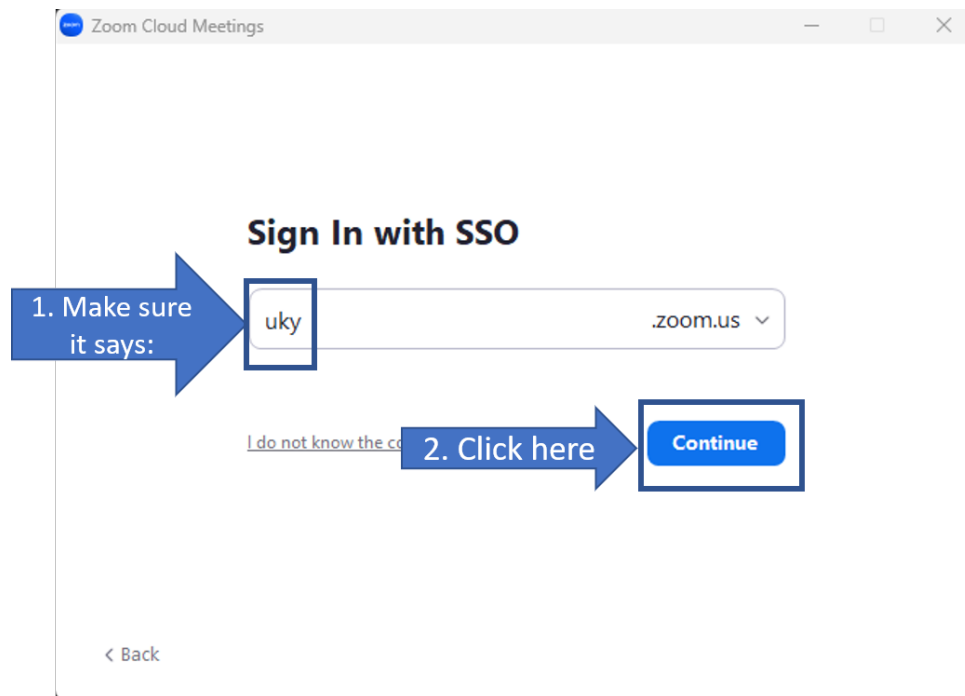 zoom
Zoom Cloud Meetings
Sign In with SSO
1. Make sure
it says:
uky
.zoom.us
I do not know the
2. Click here
Continue
Back